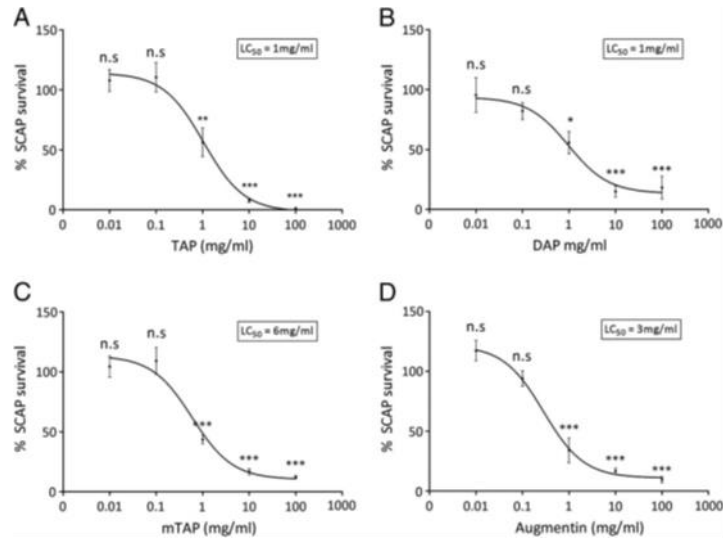 A
LC50 = 1mg/ml
% SCAP survival
150
100
50
0
n.s
n.s
**
***
***
0
0.01
0.1
1
10
100
1000
TAP (mg/ml)
B
LC50 = 1mg/ml
% SCAP survival
150
100
50
0
n.s
n.s
*
***
***
0
0.01
0.1
1
10
100
1000
DAP mg/ml
C
LC50 = 6mg/ml
% SCAP survival
150
100
50
0
n.s
n.s
***
***
***
0
0.01
0.1
1
10
100
1000
mTAP (mg/ml)
D
LC50 = 3mg/ml
% SCAP survival
150
100
50
0
n.s
n.s
***
***
***
0
0.01
0.1
1
10
100
1000
Augmentin (mg/ml)